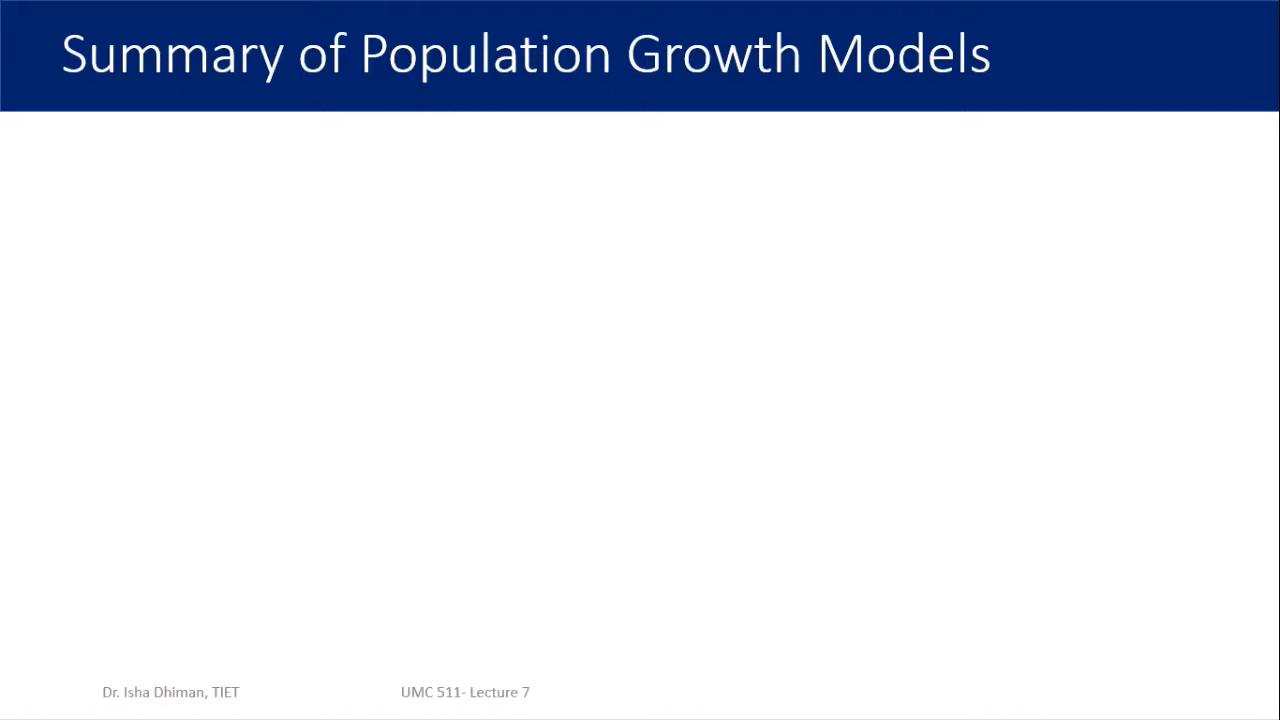 Summary of Population Growth Models
Dr. Isha Dhiman, TIET
UMC 511- Lecture 7